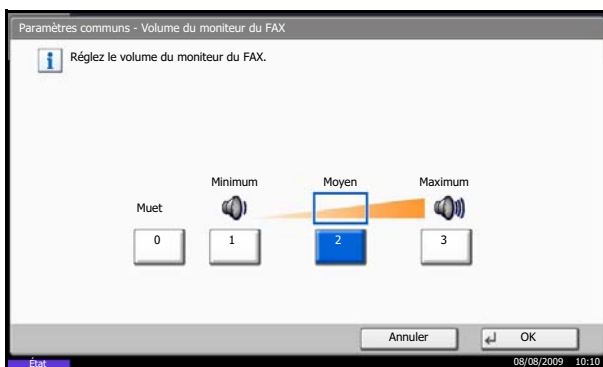 Paramètres communs - Volume du moniteur du FAX
Réglez le volume du moniteur du FAX.
Minimum Moyen Maximum
Muet
0 1 2 3
Annuler OK
État 08/08/2009 10:10